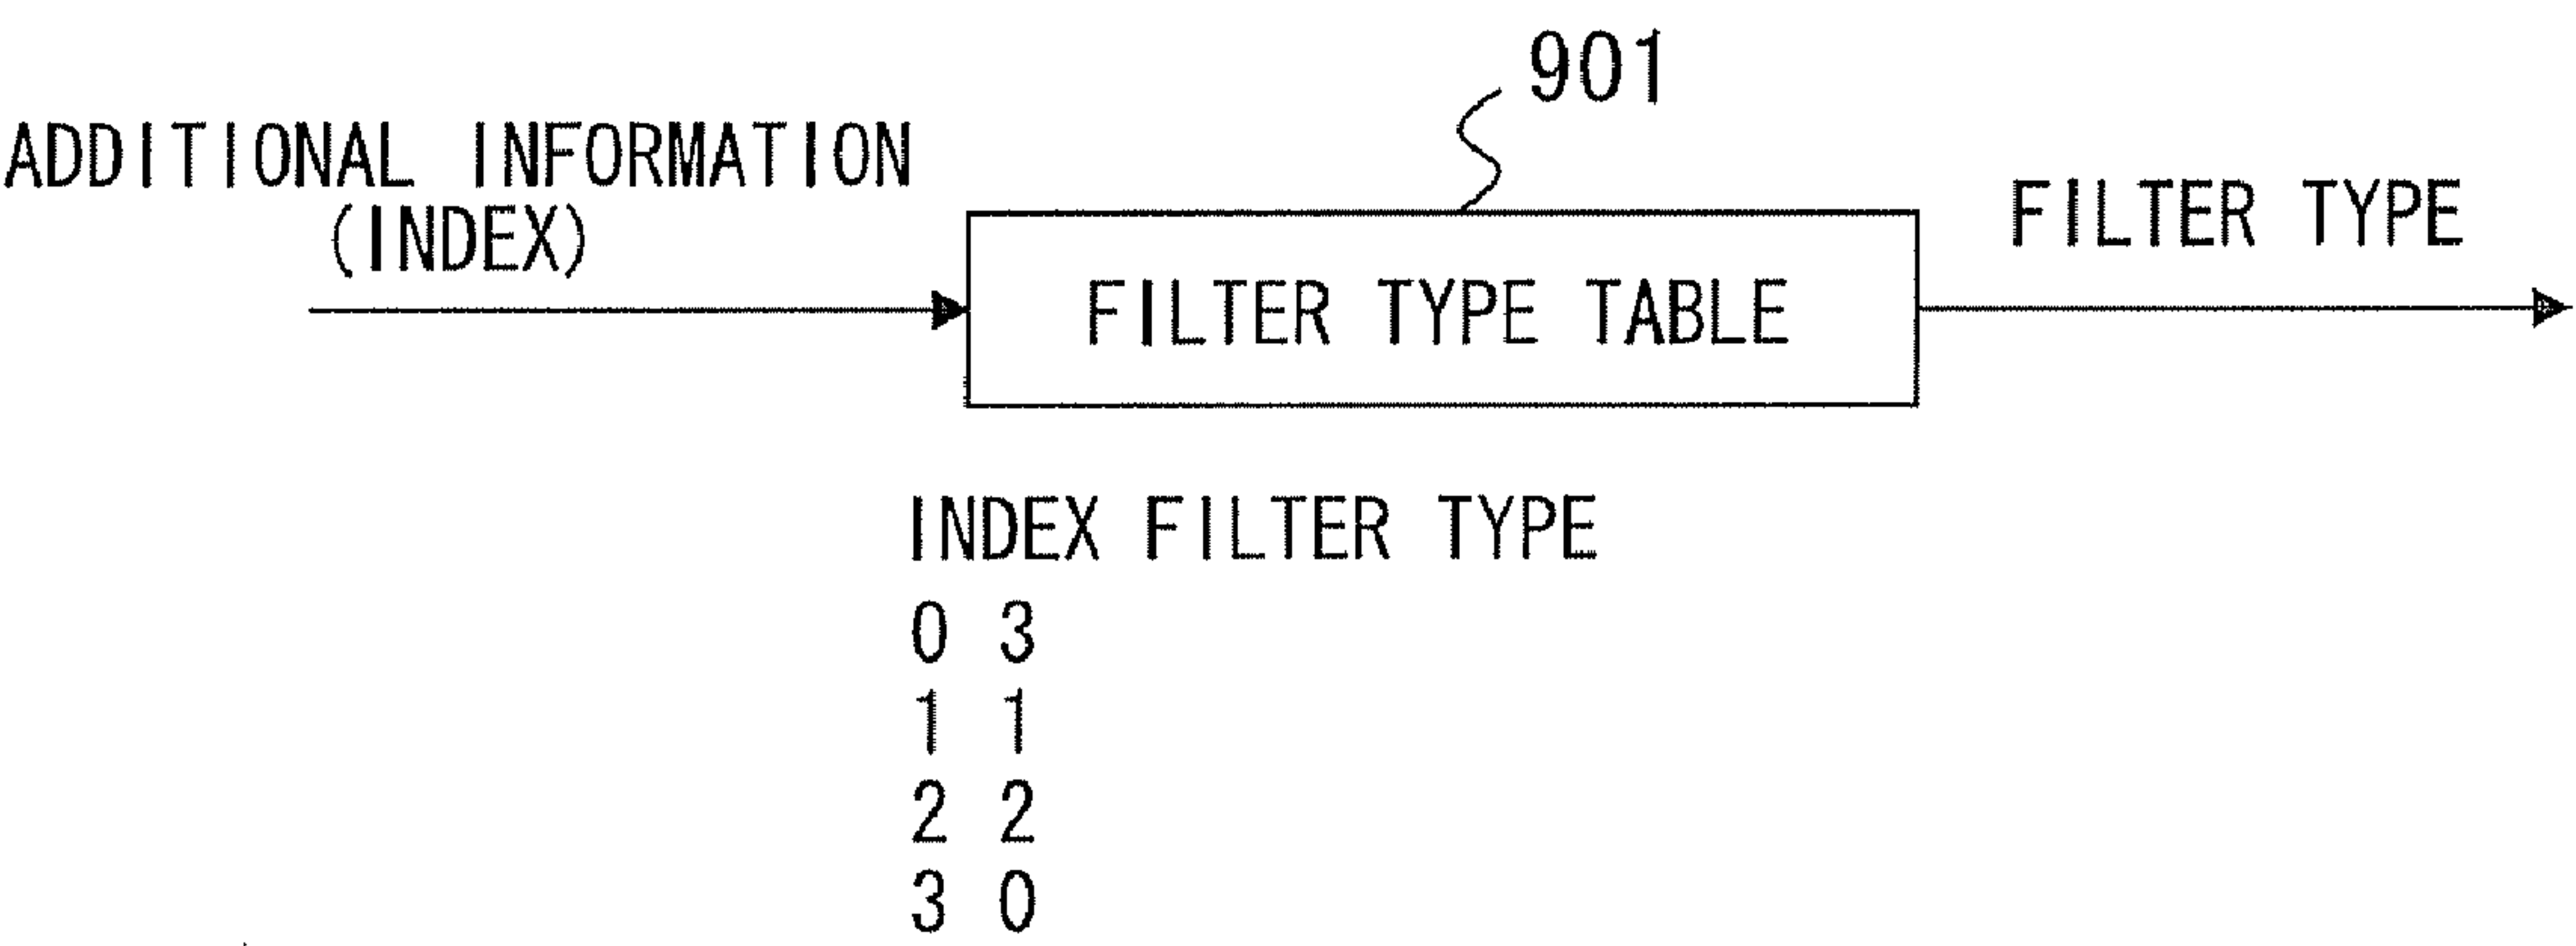 901
ADDITIONAL INFORMATION
(INDEX)
FILTER TYPE TABLE
FILTER TYPE
INDEX FILTER TYPE
0 3
1 1
2 2
3 0